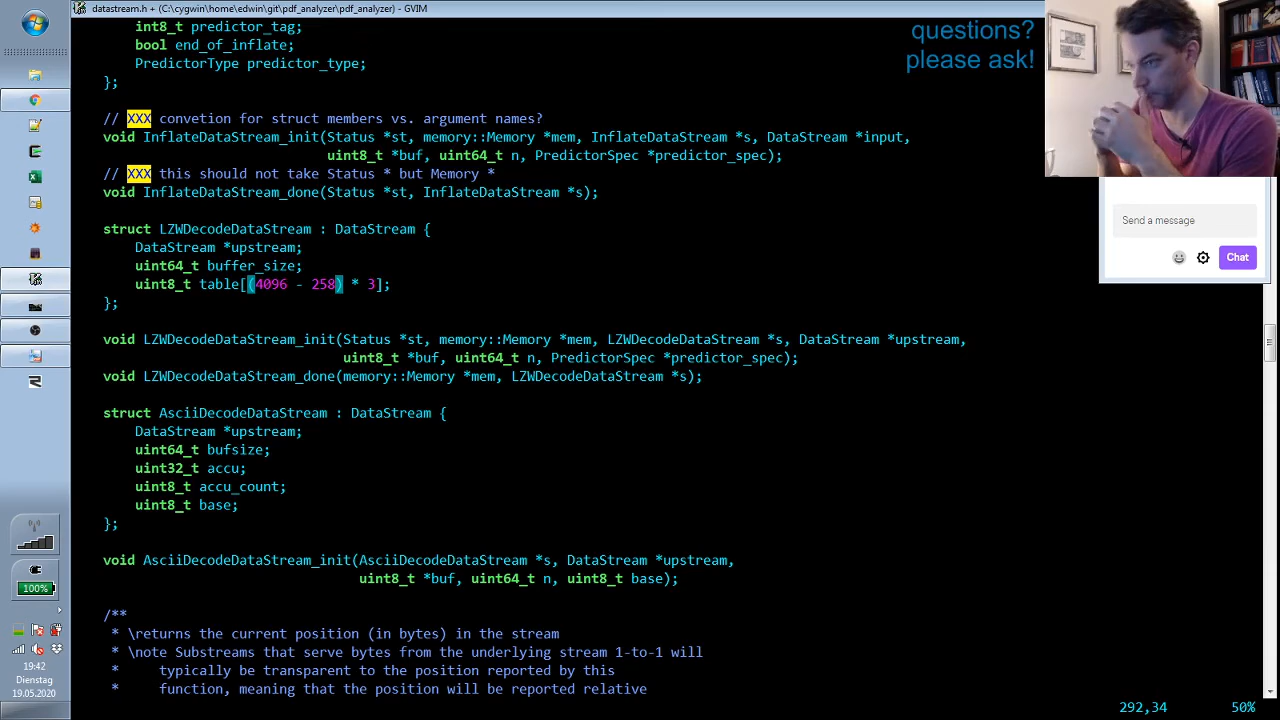 datastream.h + (C:\cygwin\home\edwin\git\pdf_analyzer\pdf_analyzer) - GVIM
int8_t predictor_tag;
bool end_of_inflate;
PredictorType predictor_type;
};
questions?
please ask!
// XXX convetion for struct members vs. argument names?
void InflateDataStream_init(Status *st, memory::Memory *mem, InflateDataStream *s, DataStream *input,
uint8_t *buf, uint64_t n, PredictorSpec *predictor_spec);
// XXX this should not take Status * but Memory *
void InflateDataStream_done(Status *st, InflateDataStream *s);
struct LZWDecodeDataStream : DataStream {
DataStream *upstream;
uint64_t buffer_size;
uint8_t table[(4096 - 258) * 3];
};
void LZWDecodeDataStream_init(Status *st, memory::Memory *mem, LZWDecodeDataStream *s, DataStream *upstream,
uint8_t *buf, uint64_t n, PredictorSpec *predictor_spec);
void LZWDecodeDataStream_done(memory::Memory *mem, LZWDecodeDataStream *s);
struct AsciiDecodeDataStream : DataStream {
DataStream *upstream;
uint64_t bufsize;
uint32_t accu;
uint8_t accu_count;
uint8_t base;
};
void AsciiDecodeDataStream_init(AsciiDecodeDataStream *s, DataStream *upstream,
uint8_t *buf, uint64_t n, uint8_t base);
/**
* \returns the current position (in bytes) in the stream
* \note Substreams that serve bytes from the underlying stream 1-to-1 will
* typically be transparent to the position reported by this
* function, meaning that the position will be reported relative
292,34 50%
Send a message
Chat
100%
19:42
Dienstag
19.05.2020